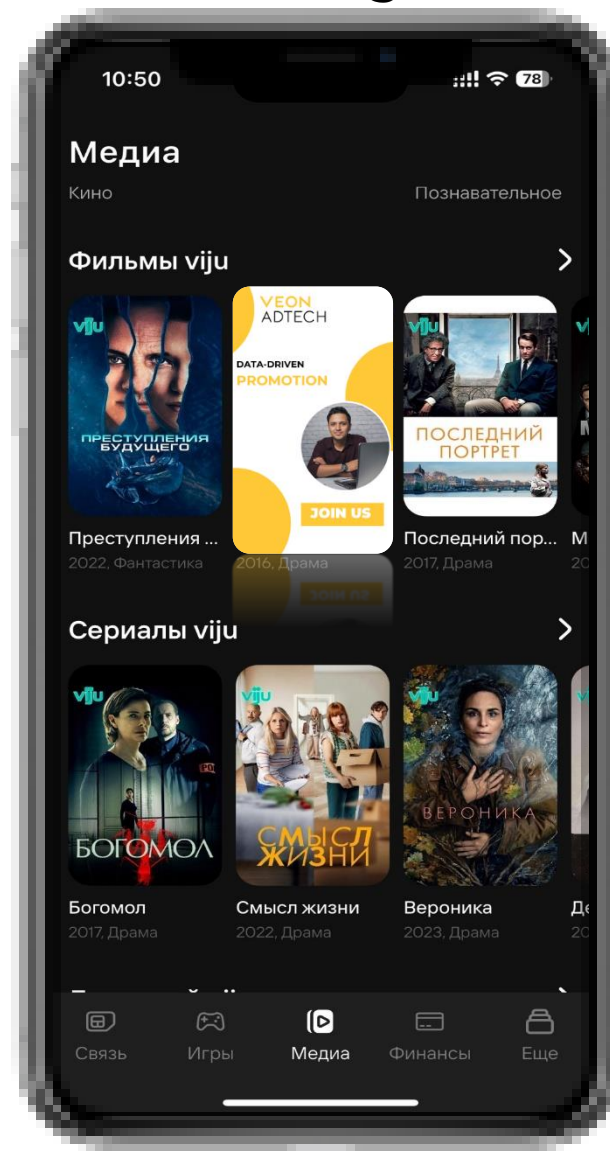 10:50
78
Медиа
Кино
Познавательное
Фильмы viju
viju
ПРЕСТУПЛЕНИЯ
БУДУЩЕГО
VEON
ADTECH
DATA-DRIVEN
PROMOTION
JOIN US
viju
ПОСЛЕДНИЙ
ПОРТРЕТ
Преступления ...
2022, Фантастика
2016, Драма
Последний пор...
2017, Драма
Сериалы viju
viju
БОГОМОЛ
viju
СМЫСЛ
ЖИЗНИ
viju
ВЕРОНИКА
Богомол
2017, Драма
Смысл жизни
2022, Драма
Вероника
2023, Драма
Связь
Игры
Медиа
Финансы
Еще